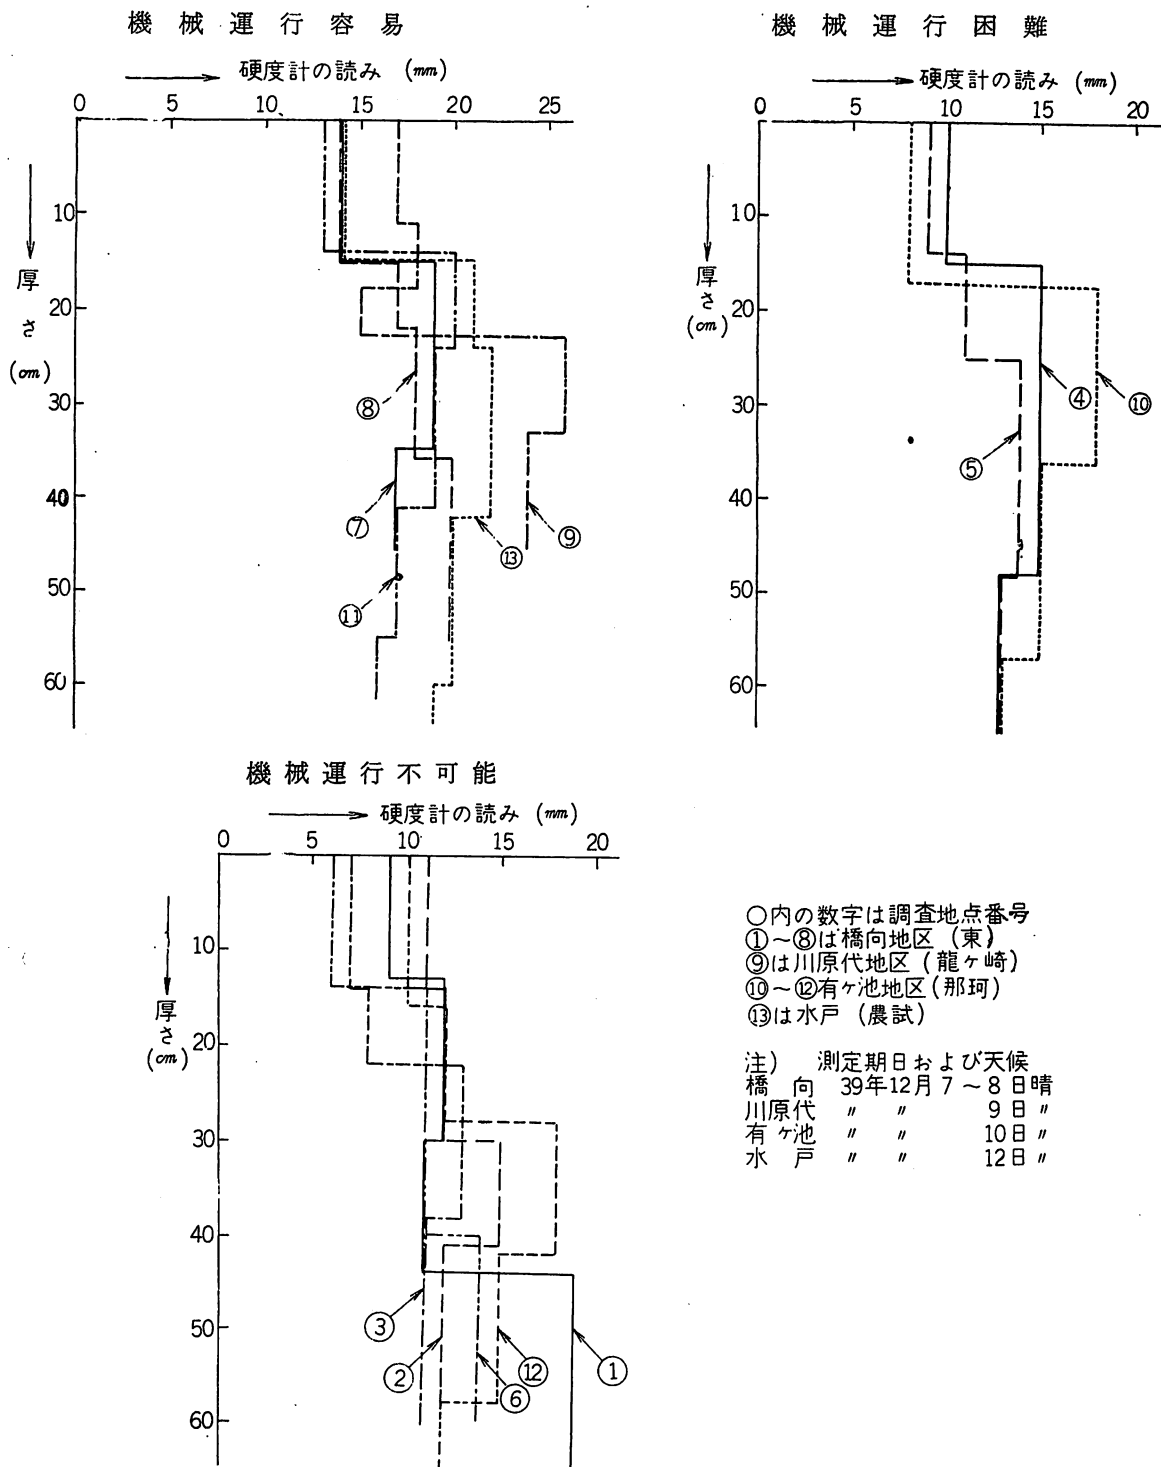 機械運行容易
硬度計の読み (mm)
0 5 10 15 20 25
10
20
30
40
50
60
厚さ
(cm)
⑧
⑦
⑨
⑬
⑪
機械運行困難
硬度計の読み (mm)
0 5 10 15 20
10
20
30
40
50
60
厚さ
(cm)
④
⑩
⑤
機械運行不可能
硬度計の読み (mm)
0 5 10 15 20
10
20
30
40
50
60
厚さ
(cm)
③
②
⑫
①
⑥
○内の数字は調査地点番号
①~⑧は橋向地区 (東)
⑨は川原代地区 (龍ヶ崎)
⑩~⑫有ヶ池地区 (那珂)
⑬は水戸 (農試)
注) 測定期日および天候
橋向 39年12月7~8日晴
川原代 〃 〃 9日 〃
有ヶ池 〃 〃 10日 〃
水戸 〃 〃 12日 〃